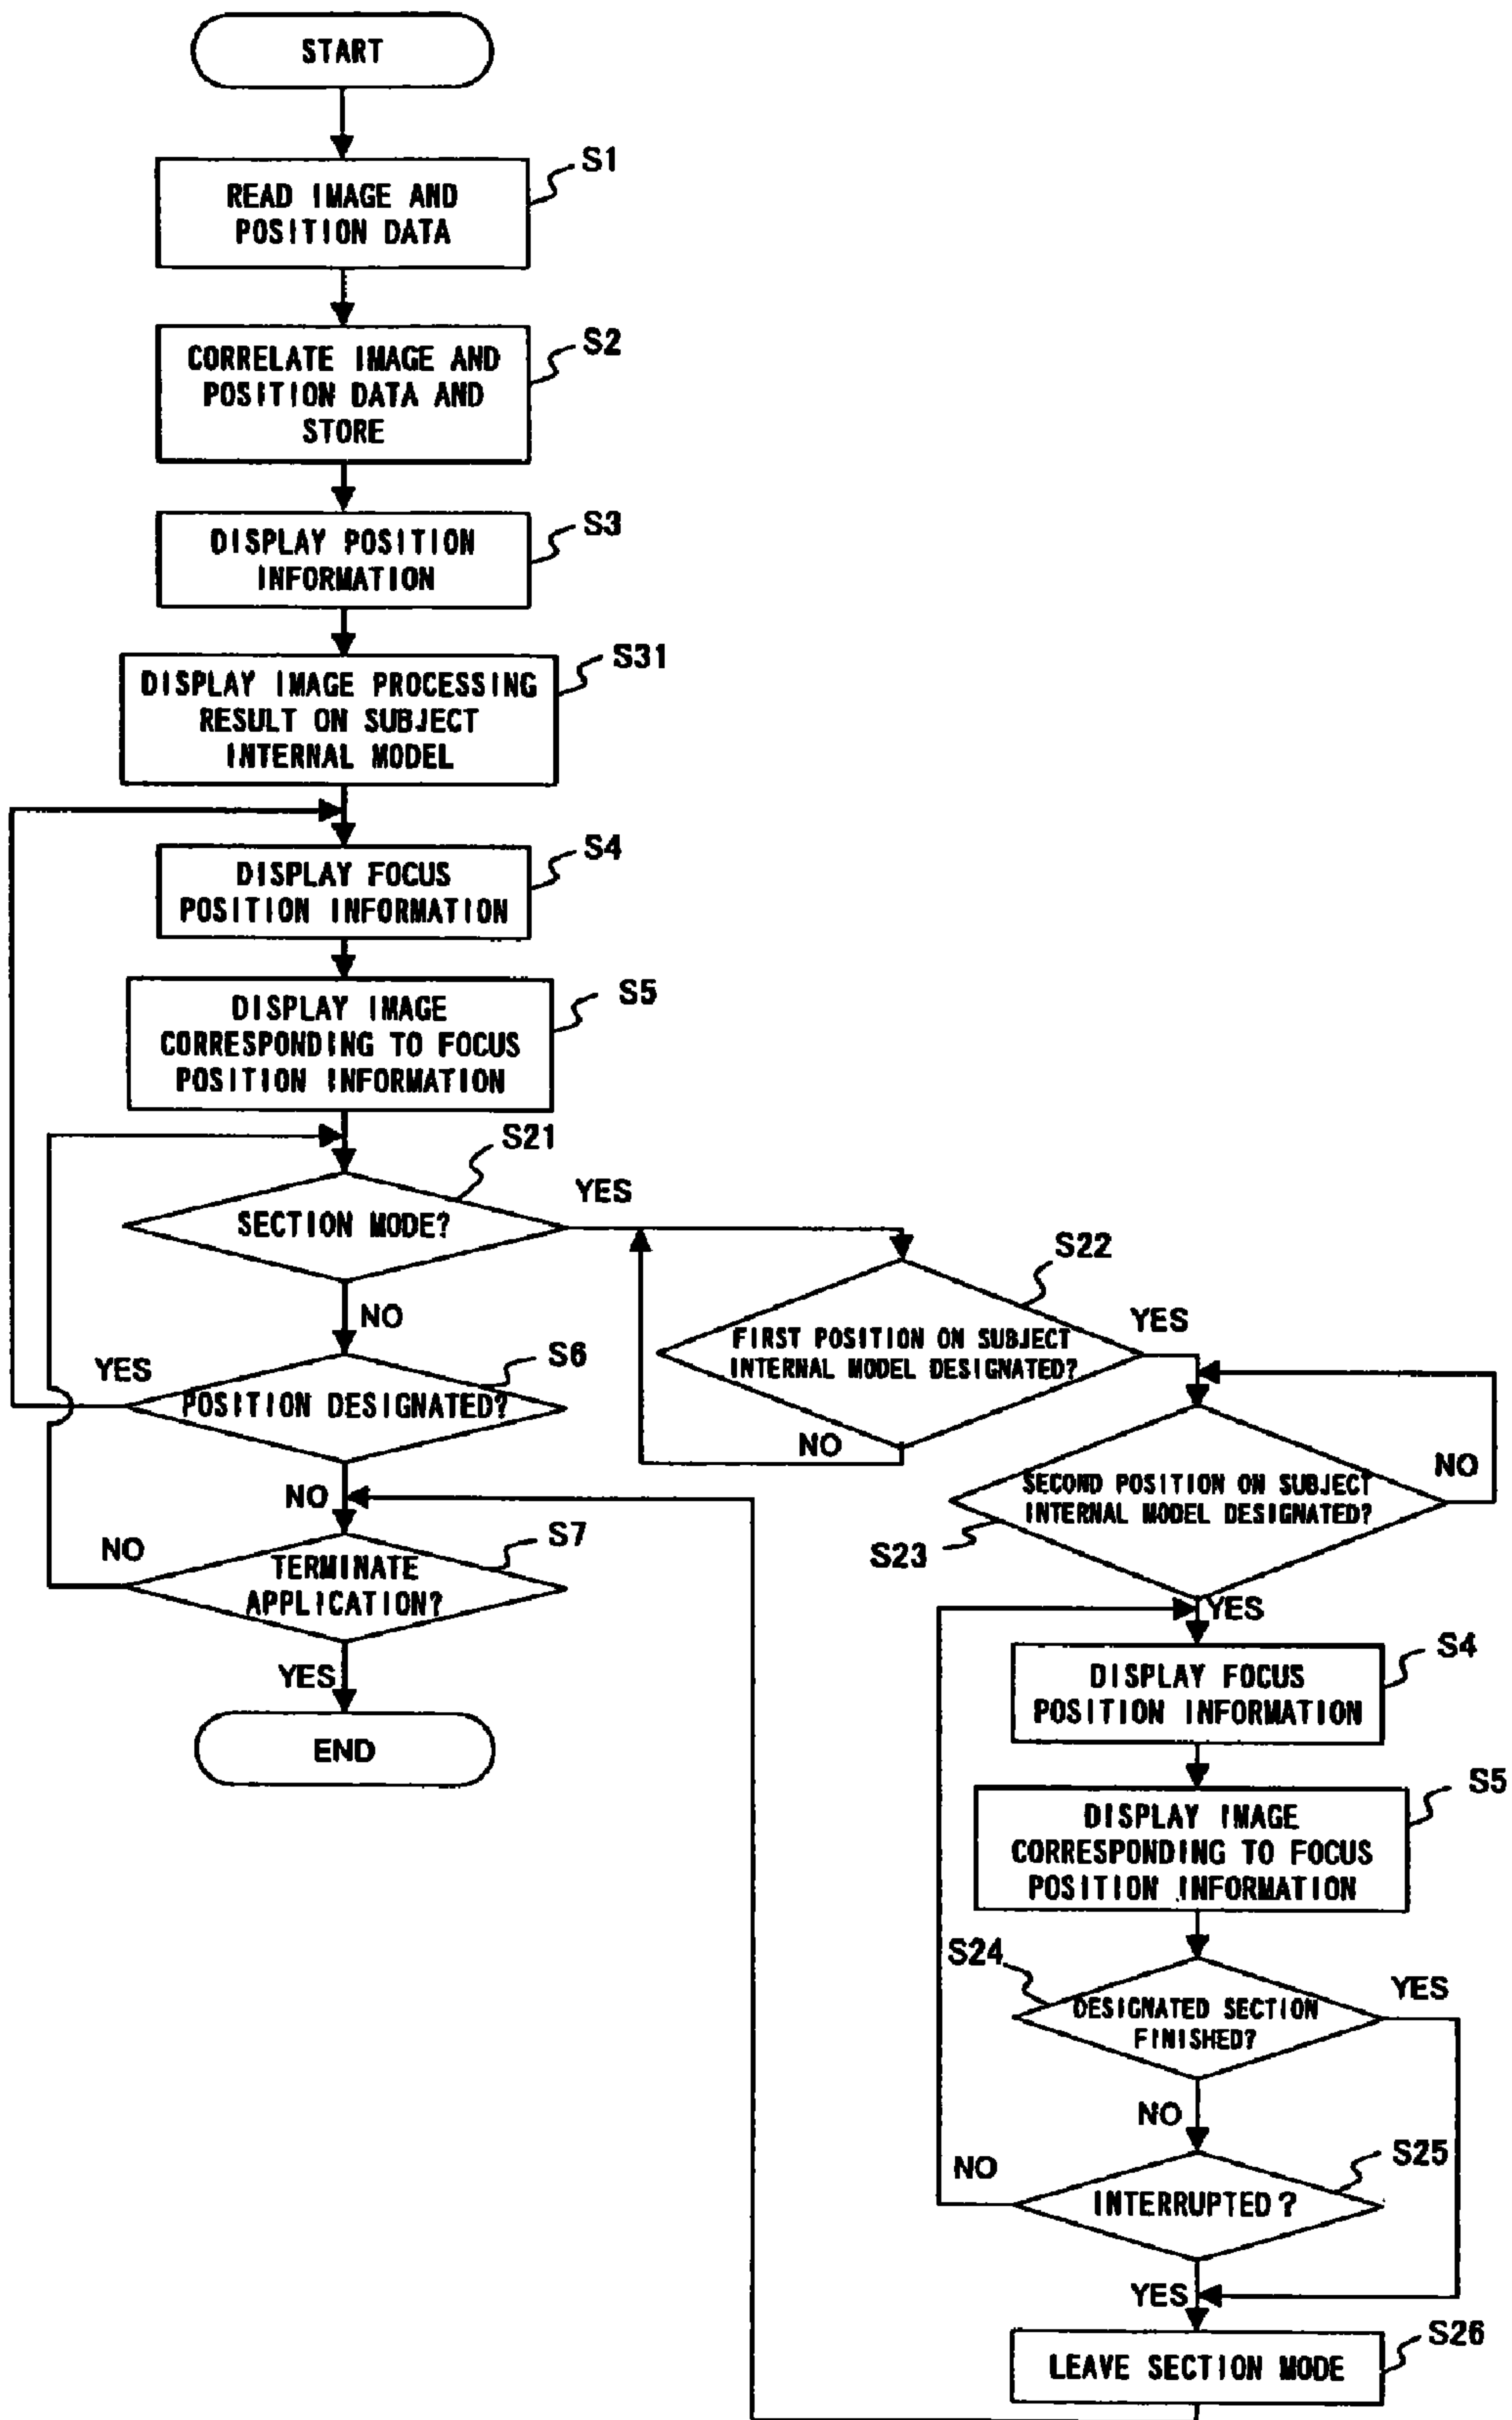 START
S1
READ IMAGE AND
POSITION DATA
S2
CORRELATE IMAGE AND
POSITION DATA AND
STORE
S3
DISPLAY POSITION
INFORMATION
S31
DISPLAY IMAGE PROCESSING
RESULT ON SUBJECT
INTERNAL MODEL
S4
DISPLAY FOCUS
POSITION INFORMATION
S5
DISPLAY IMAGE
CORRESPONDING TO FOCUS
POSITION INFORMATION
S21
SECTION MODE?
YES
NO
S6
POSITION DESIGNATED?
YES
NO
S7
TERMINATE
APPLICATION?
NO
YES
END
S22
FIRST POSITION ON SUBJECT
INTERNAL MODEL DESIGNATED?
YES
NO
SECOND POSITION ON SUBJECT
INTERNAL MODEL DESIGNATED?
NO
S23
YES
S4
DISPLAY FOCUS
POSITION INFORMATION
S5
DISPLAY IMAGE
CORRESPONDING TO FOCUS
POSITION INFORMATION
S24
DESIGNATED SECTION
FINISHED?
YES
NO
S25
INTERRUPTED?
NO
YES
S26
LEAVE SECTION MODE